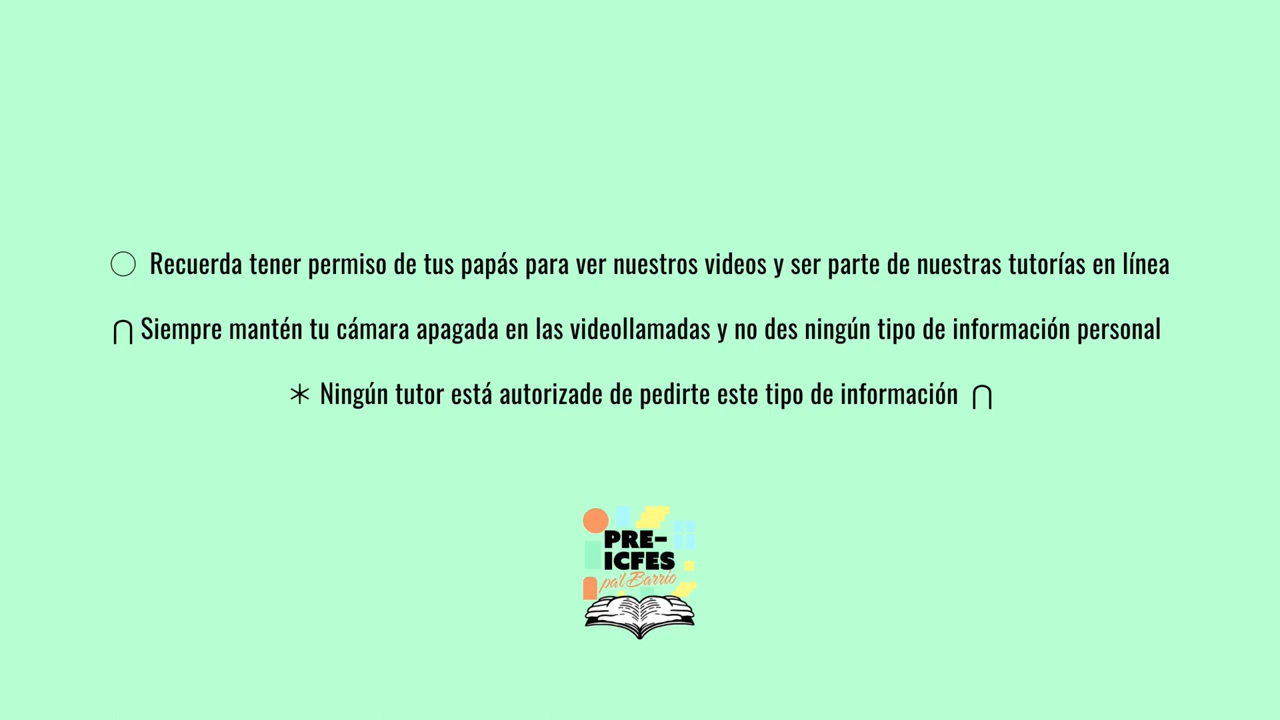 ○ Recuerda tener permiso de tus papás para ver nuestros videos y ser parte de nuestras tutorías en línea
∩ Siempre mantén tu cámara apagada en las videollamadas y no des ningún tipo de información personal
* Ningún tutor está autorizade de pedirte este tipo de información ∩
PRE-
ICFES
pa'l Barrio